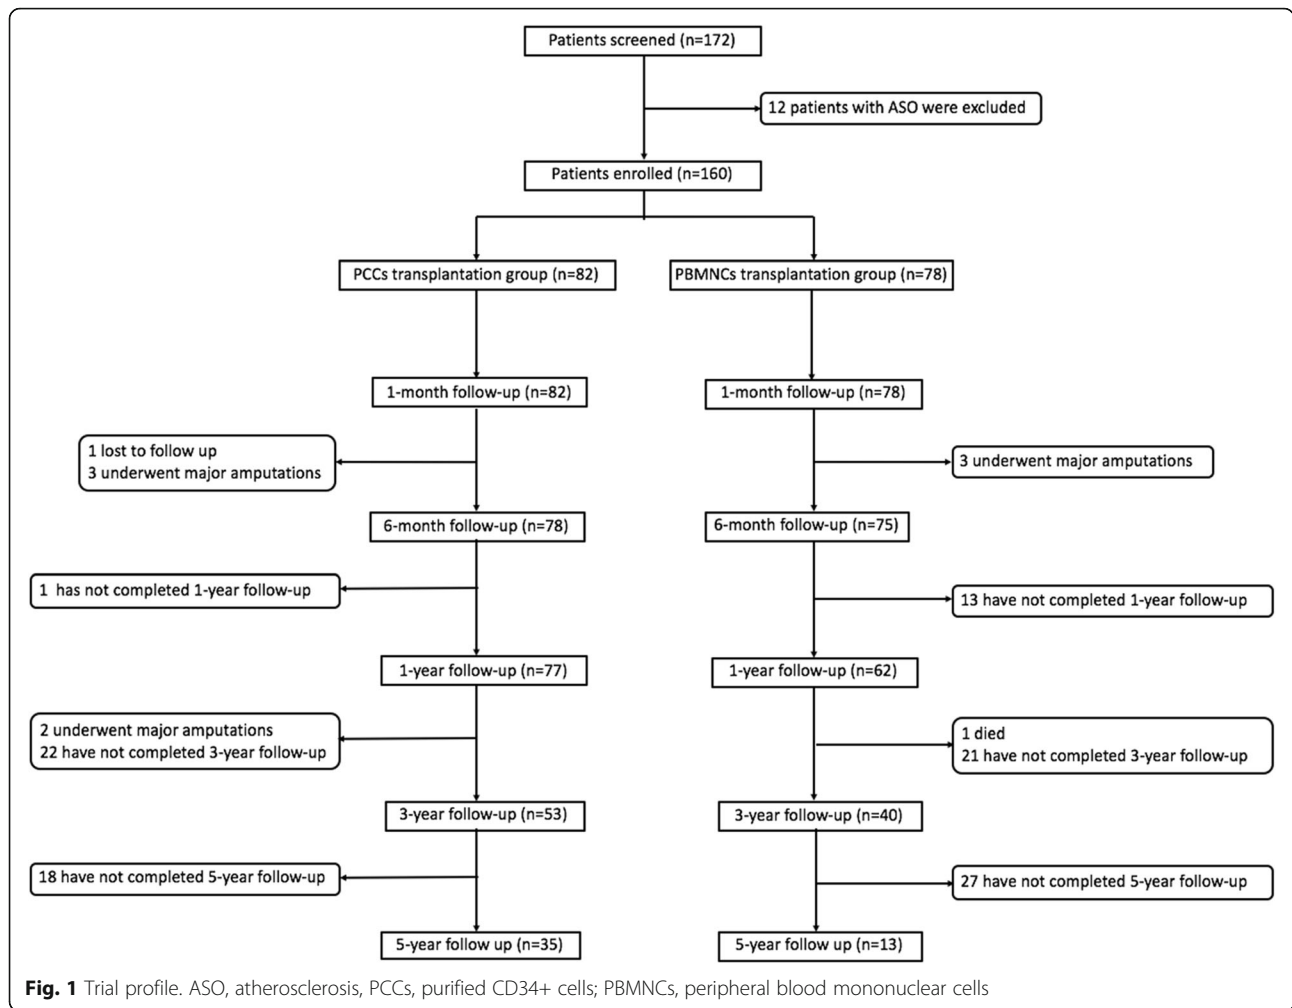 Patients screened (n=172)
12 patients with ASO were excluded
Patients enrolled (n=160)
PCCs transplantation group (n=82)
PBMNCs transplantation group (n=78)
1-month follow-up (n=82)
1-month follow-up (n=78)
1 lost to follow up
3 underwent major amputations
3 underwent major amputations
6-month follow-up (n=78)
6-month follow-up (n=75)
1 has not completed 1-year follow-up
13 have not completed 1-year follow-up
1-year follow-up (n=77)
1-year follow-up (n=62)
2 underwent major amputations
22 have not completed 3-year follow-up
1 died
21 have not completed 3-year follow-up
3-year follow-up (n=53)
3-year follow-up (n=40)
18 have not completed 5-year follow-up
27 have not completed 5-year follow-up
5-year follow up (n=35)
5-year follow up (n=13)
Fig. 1 Trial profile. ASO, atherosclerosis, PCCs, purified CD34+ cells; PBMNCs, peripheral blood mononuclear cells